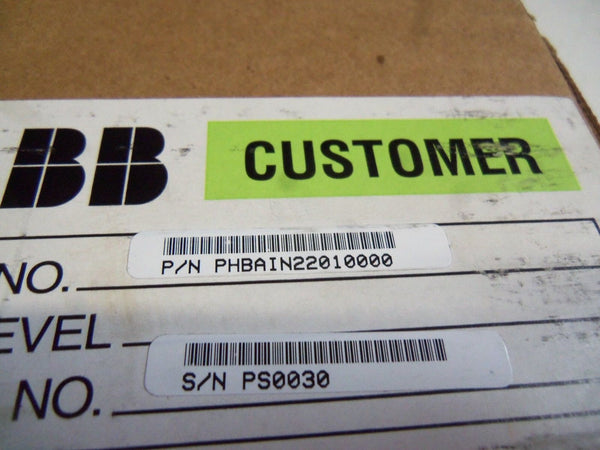 BB
CUSTOMER
NO.
P/N PHBAIN22010000
EVEL
NO.
S/N PS0030